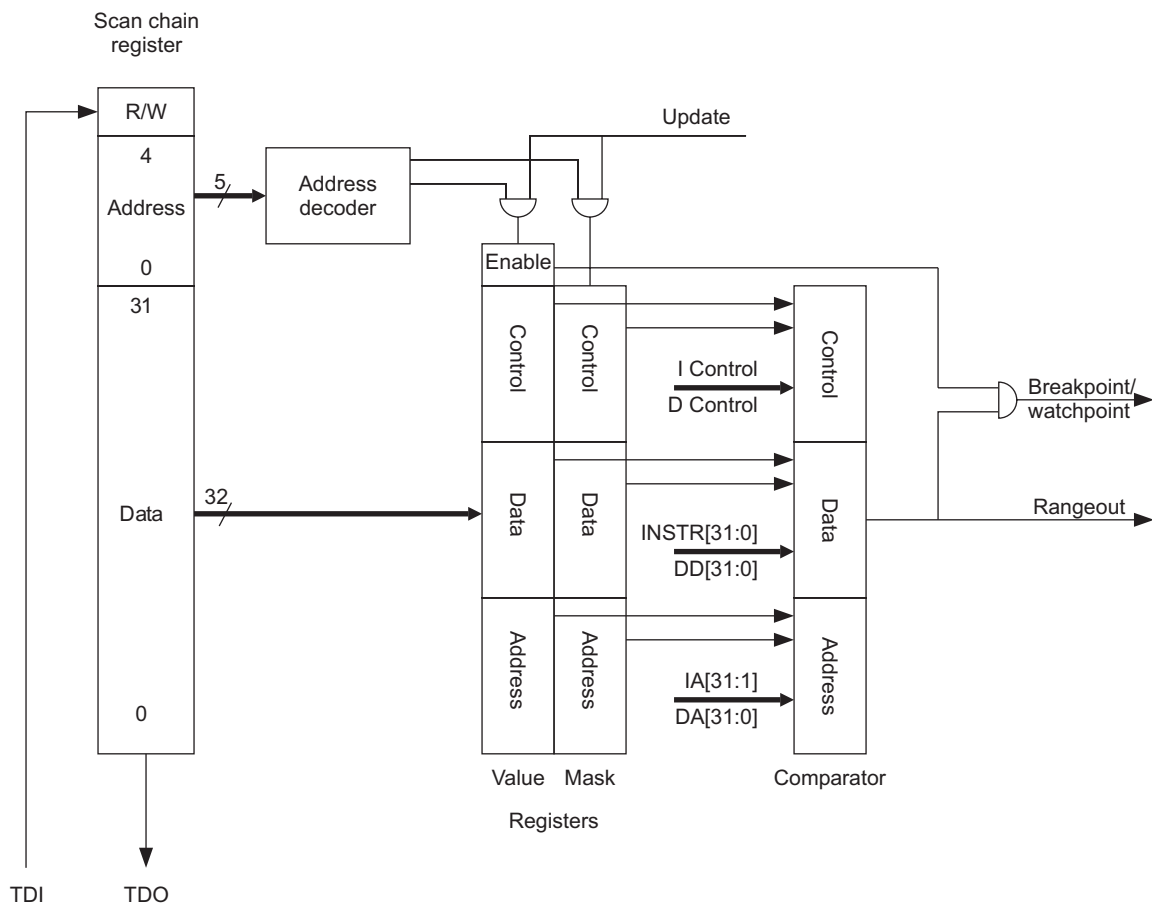 Scan chain
register
R/W
4
Address
0
31
Data
0
TDI
TDO
5
Address
decoder
Update
32
Enable
Control
Control
Data
Data
Address
Address
Value
Mask
Registers
I Control
D Control
INSTR[31:0]
DD[31:0]
IA[31:1]
DA[31:0]
Control
Data
Address
Comparator
Breakpoint/
watchpoint
Rangeout